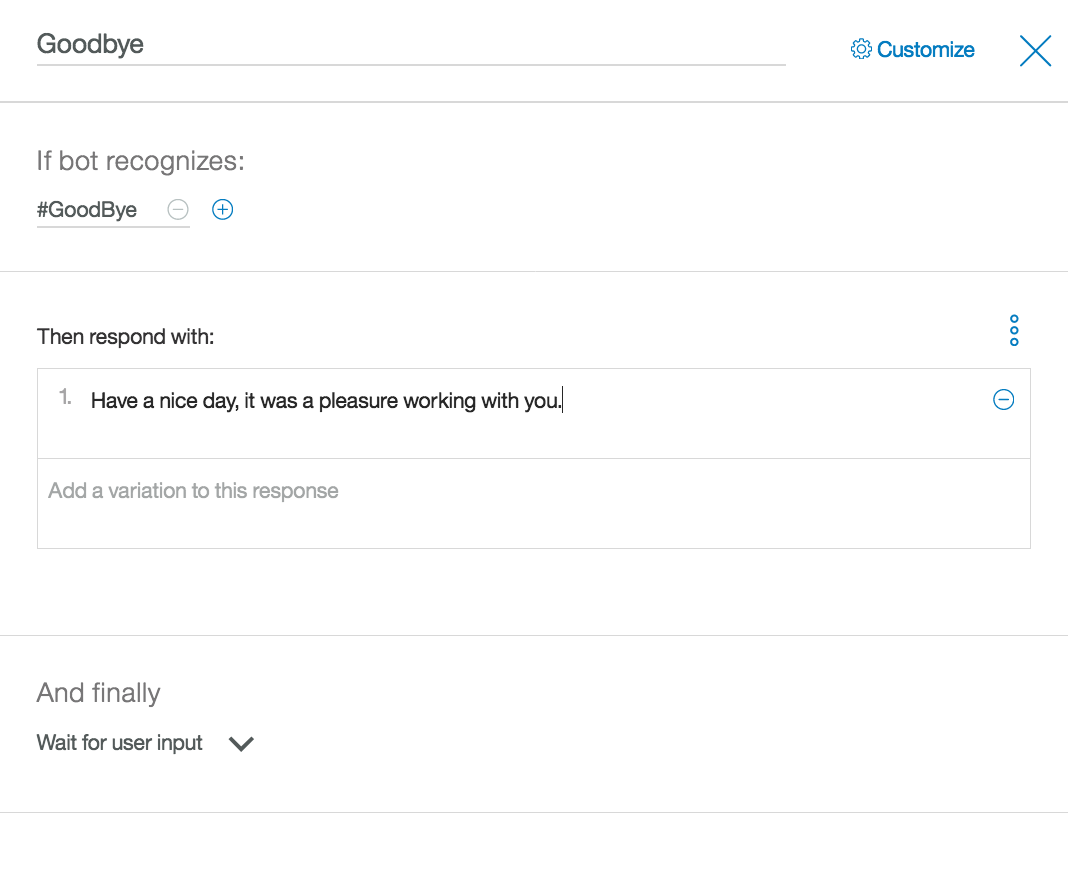 Goodbye
Customize
If bot recognizes:
#GoodBye
Then respond with:
1. Have a nice day, it was a pleasure working with you.
Add a variation to this response
And finally
Wait for user input